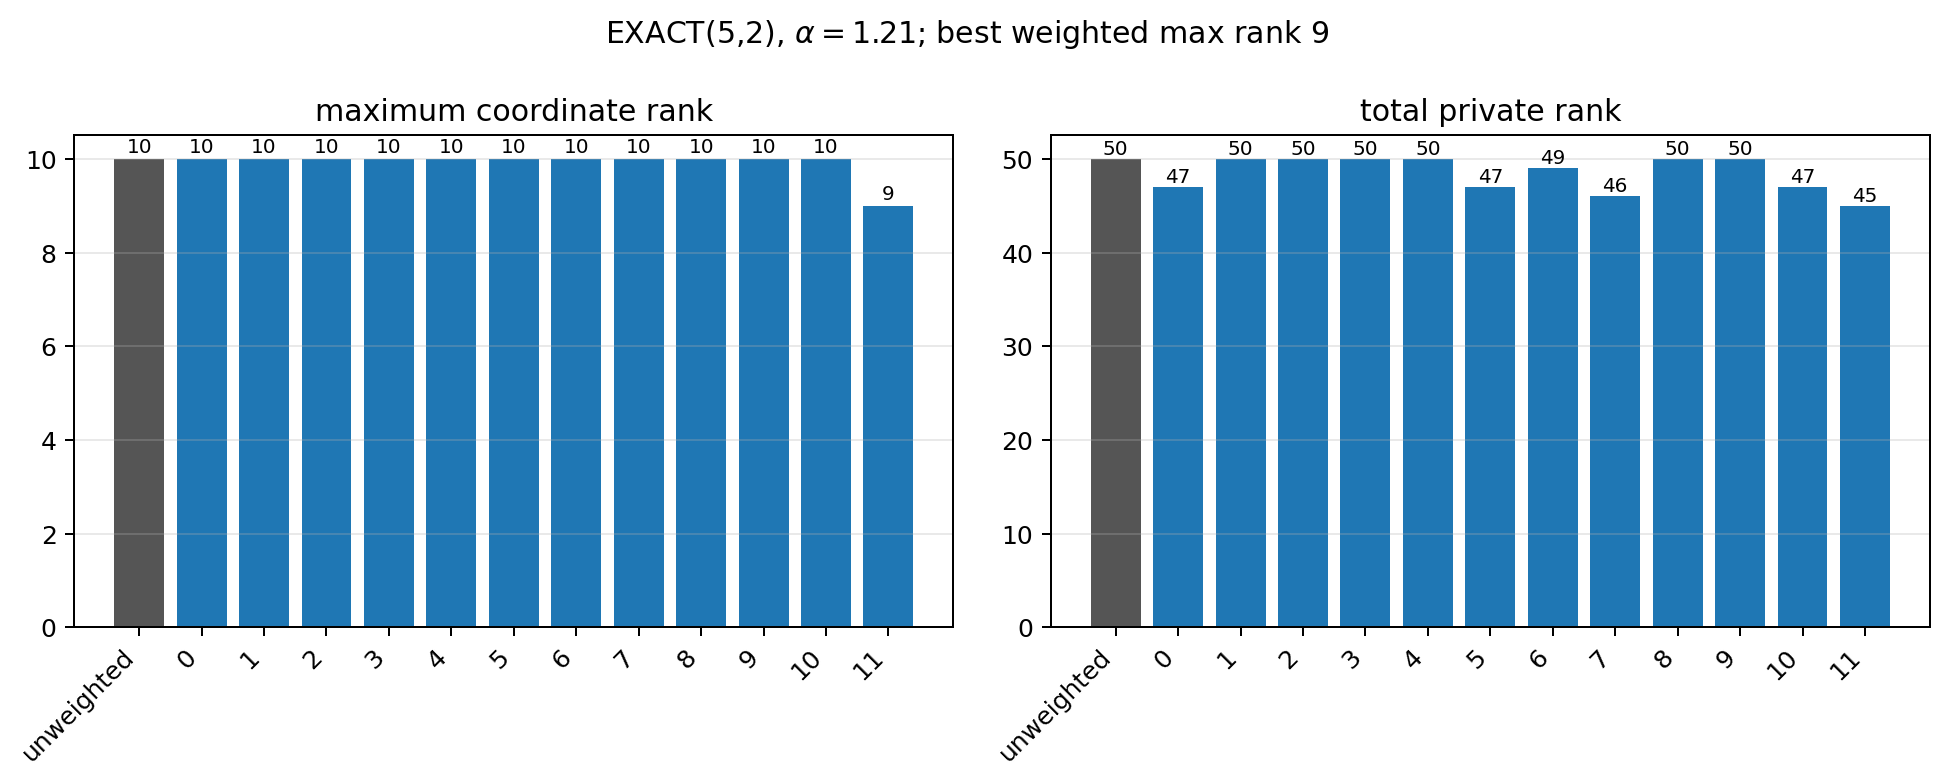 EXACT(5,2), α = 1.21; best weighted max rank 9
maximum coordinate rank
10 10 10 10 10 10 10 10 10 10 10 10 9
10
8
6
4
2
0
unweighted 0 1 2 3 4 5 6 7 8 9 10 11
total private rank
50 47 50 50 50 50 47 49 46 50 50 47 45
50
40
30
20
10
0
unweighted 0 1 2 3 4 5 6 7 8 9 10 11